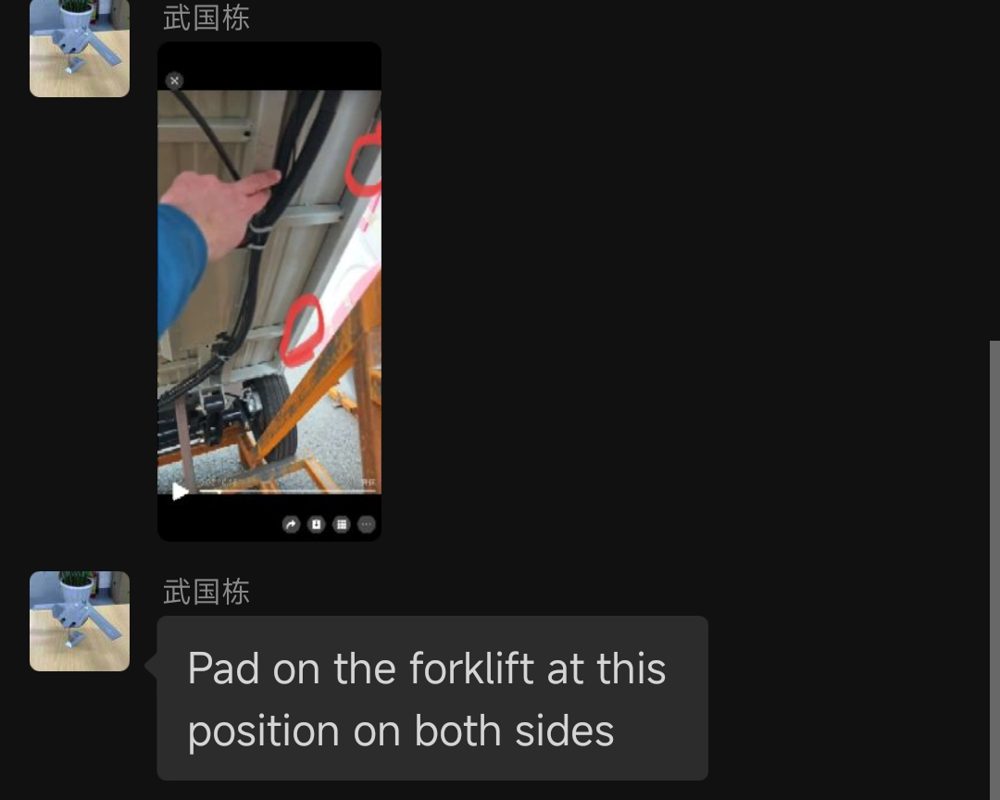 武国栋
武国栋
Pad on the forklift at this
position on both sides